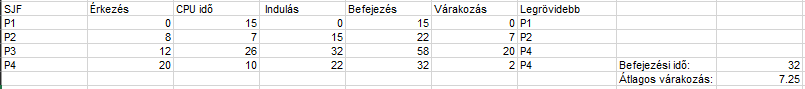 SJF Érkezés CPU idő Indulás Befejezés Várakozás Legrövidebb
P1 0 15 0 15 0 P1
P2 8 7 15 22 7 P2
P3 12 26 32 58 20 P4
P4 20 10 22 32 2 P4 Befejezési idő: 32
Átlagos várakozás: 7.25